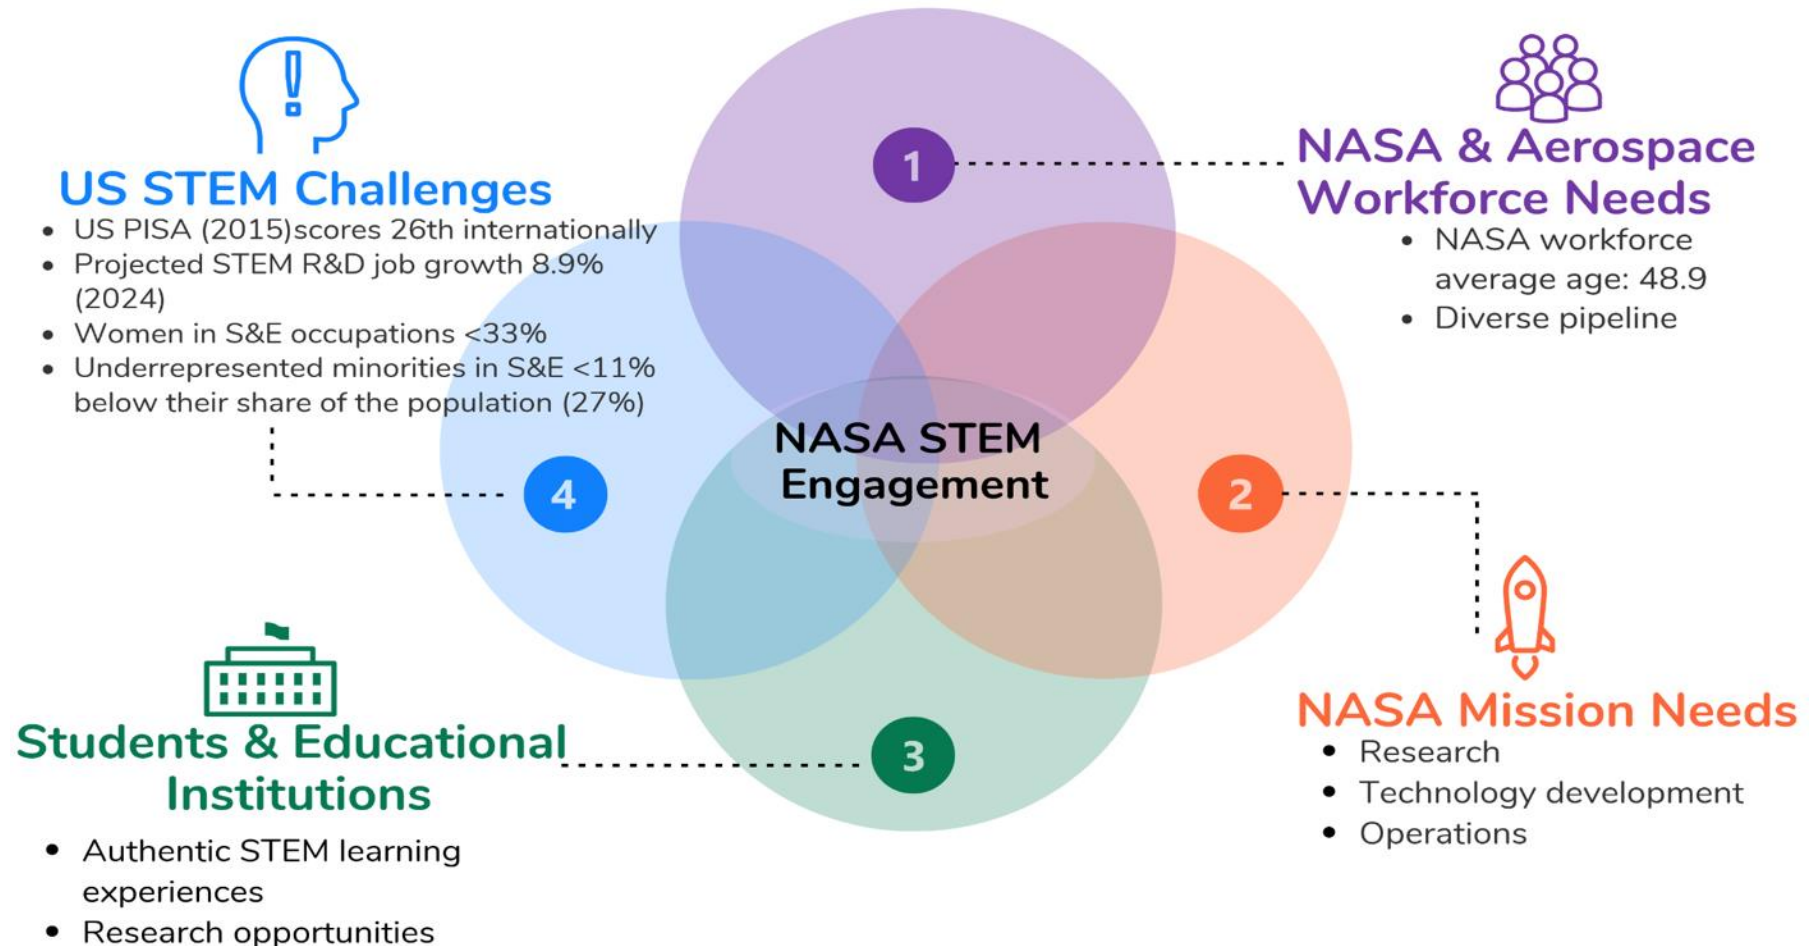 US STEM Challenges
• US PISA (2015)scores 26th internationally
• Projected STEM R&D job growth 8.9%
(2024)
• Women in S&E occupations <33%
• Underrepresented minorities in S&E <11%
below their share of the population (27%)
1
NASA & Aerospace
Workforce Needs
• NASA workforce
average age: 48.9
• Diverse pipeline
NASA STEM
Engagement
4
2
Students & Educational
Institutions
• Authentic STEM learning
experiences
• Research opportunities
3
NASA Mission Needs
• Research
• Technology development
• Operations